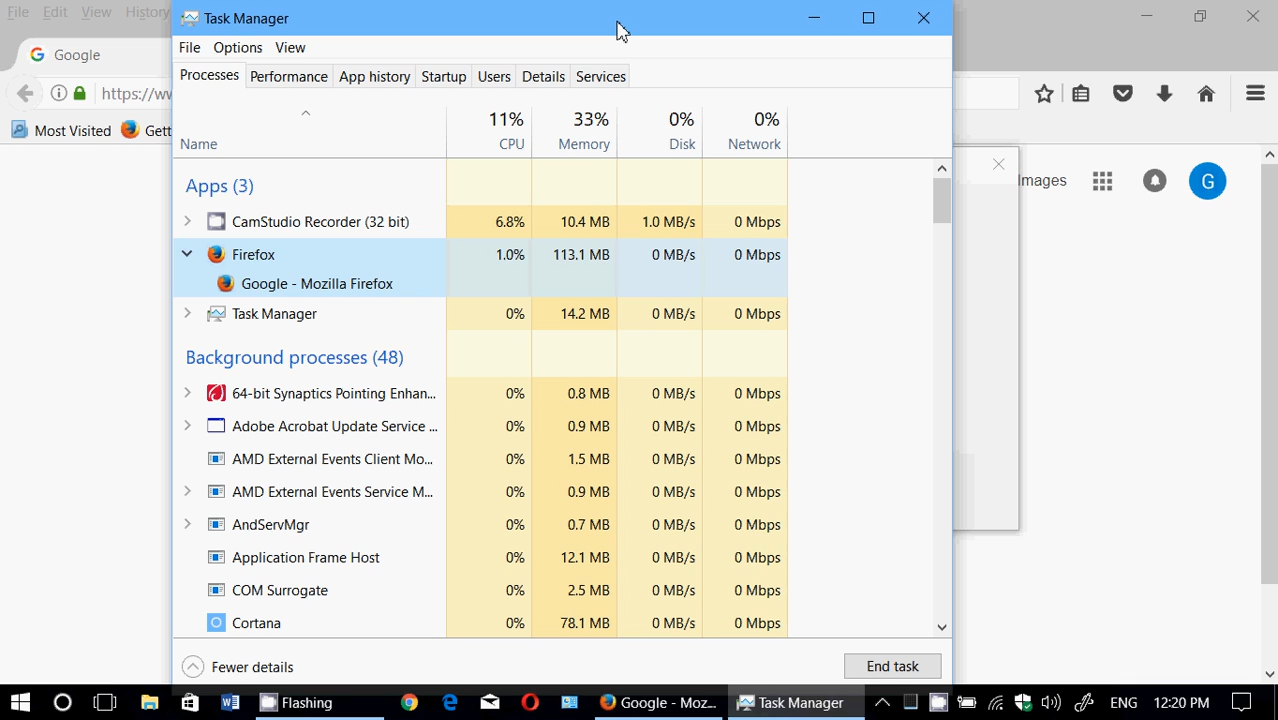 File Edit View History
Task Manager
File Options View
G Google
Processes Performance App history Startup Users Details Services
https://ww
Most Visited Gett
11% 33% 0% 0%
Name CPU Memory Disk Network
Apps (3)
Images
G
CamStudio Recorder (32 bit) 6.8% 10.4 MB 1.0 MB/s 0 Mbps
Firefox 1.0% 113.1 MB 0 MB/s 0 Mbps
Google - Mozilla Firefox
Task Manager 0% 14.2 MB 0 MB/s 0 Mbps
Background processes (48)
64-bit Synaptics Pointing Enhan... 0% 0.8 MB 0 MB/s 0 Mbps
Adobe Acrobat Update Service ... 0% 0.9 MB 0 MB/s 0 Mbps
AMD External Events Client Mo... 0% 1.5 MB 0 MB/s 0 Mbps
AMD External Events Service M... 0% 0.9 MB 0 MB/s 0 Mbps
AndServMgr 0% 0.7 MB 0 MB/s 0 Mbps
Application Frame Host 0% 12.1 MB 0 MB/s 0 Mbps
COM Surrogate 0% 2.5 MB 0 MB/s 0 Mbps
Cortana 0% 78.1 MB 0 MB/s 0 Mbps
Fewer details End task
Flashing Google - Moz... Task Manager ENG 12:20 PM